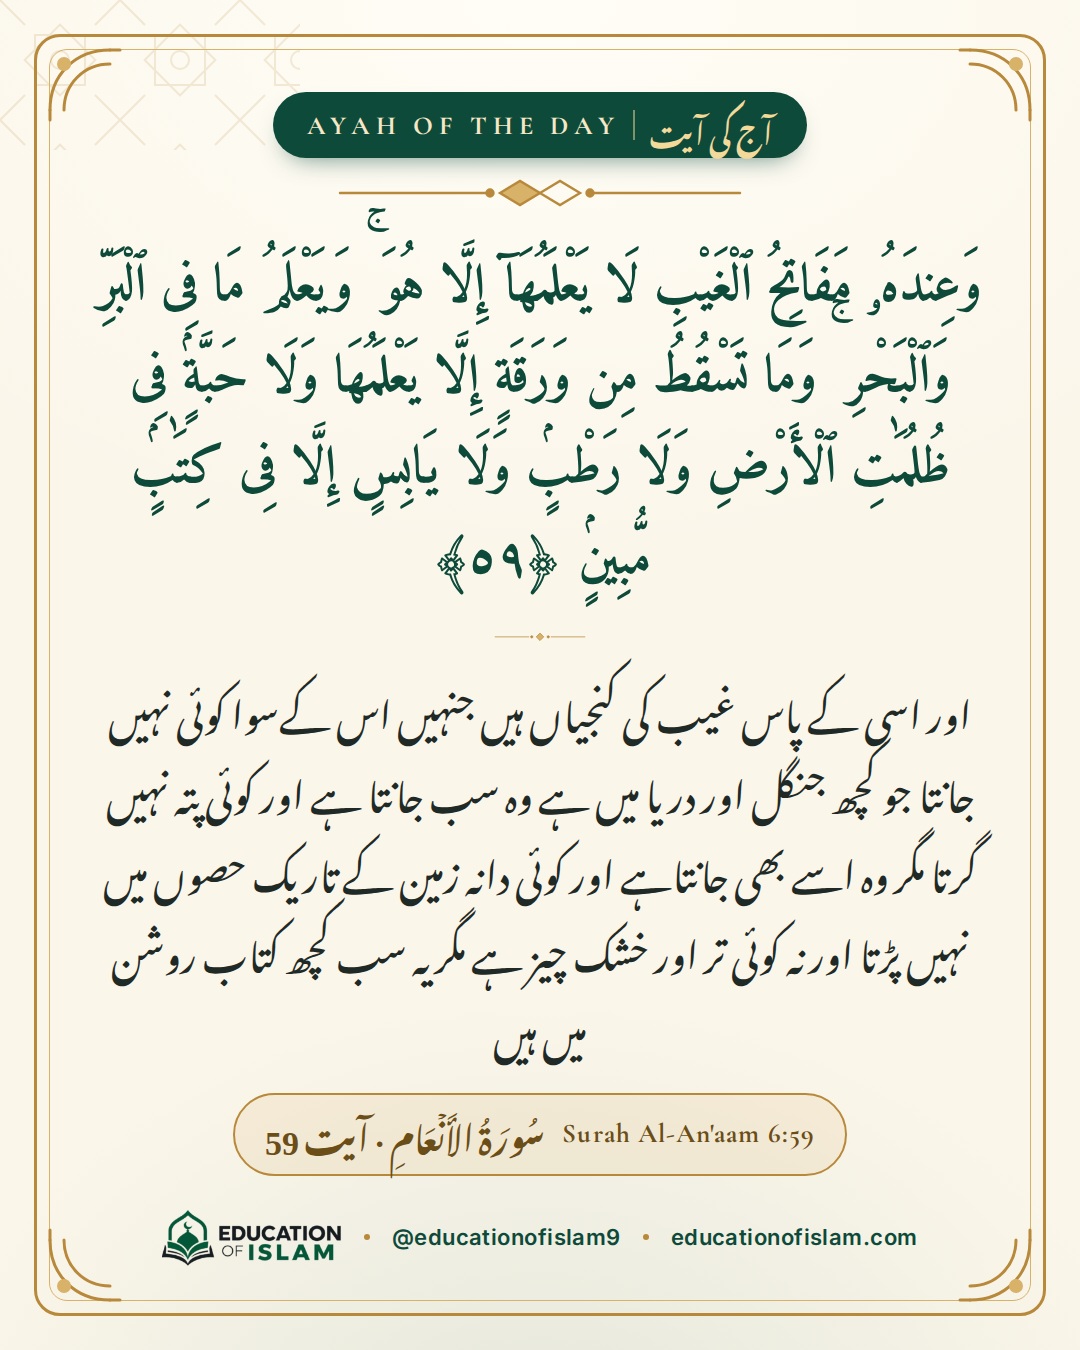 AYAH OF THE DAY | آج کی آیت
وَعِندَهُۥ مَفَاتِحُ ٱلْغَيْبِ لَا يَعْلَمُهَآ إِلَّا هُوَ ۚ وَيَعْلَمُ مَا فِى ٱلْبَرِّ
وَٱلْبَحْرِ ۚ وَمَا تَسْقُطُ مِن وَرَقَةٍ إِلَّا يَعْلَمُهَا وَلَا حَبَّةٍۢ فِى
ظُلُمَٰتِ ٱلْأَرْضِ وَلَا رَطْبٍۢ وَلَا يَابِسٍ إِلَّا فِى كِتَٰبٍۢ
مُّبِينٍۢ ﴿٥٩﴾
اور اسی کے پاس غیب کی کنجیاں ہیں جنہیں اس کےسوا کوئی نہیں
جانتا جو کچھ جنگل اور دریا میں ہے وہ سب جانتا ہے اور کوئی پتہ نہیں
گرتا مگر وہ اسے بھی جانتاہے اور کوئی دانہ زمین کے تاریک حصوں میں
نہیں پڑتا اور نہ کوئی تر اور خشک چیز ہے مگر یہ سب کچھ کتاب روشن
میں ہیں
سُورَةُ الأَنۡعَامِ · آیت 59 Surah Al-An'aam 6:59
EDUCATION OF ISLAM • @educationofislam9 • educationofislam.com